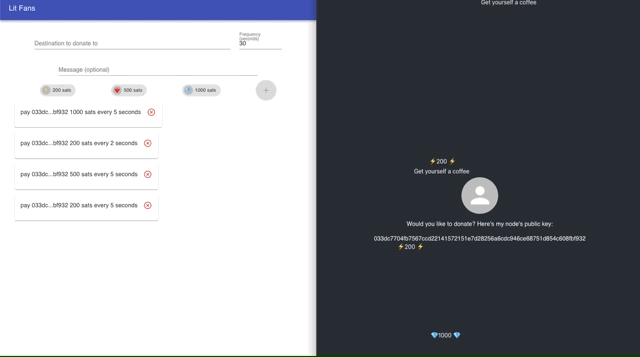 Lit Fans
Destination to donate to
Frequency
(seconds)
30
Message (optional)
200 sats
500 sats
1000 sats
+
pay 033dc...bf932 1000 sats every 5 seconds
pay 033dc...bf932 200 sats every 2 seconds
pay 033dc...bf932 500 sats every 5 seconds
pay 033dc...bf932 200 sats every 5 seconds
Get yourself a coffee
⚡200 ⚡
Get yourself a coffee
Would you like to donate? Here's my node's public key:
⚡200 ⚡
💎1000 💎